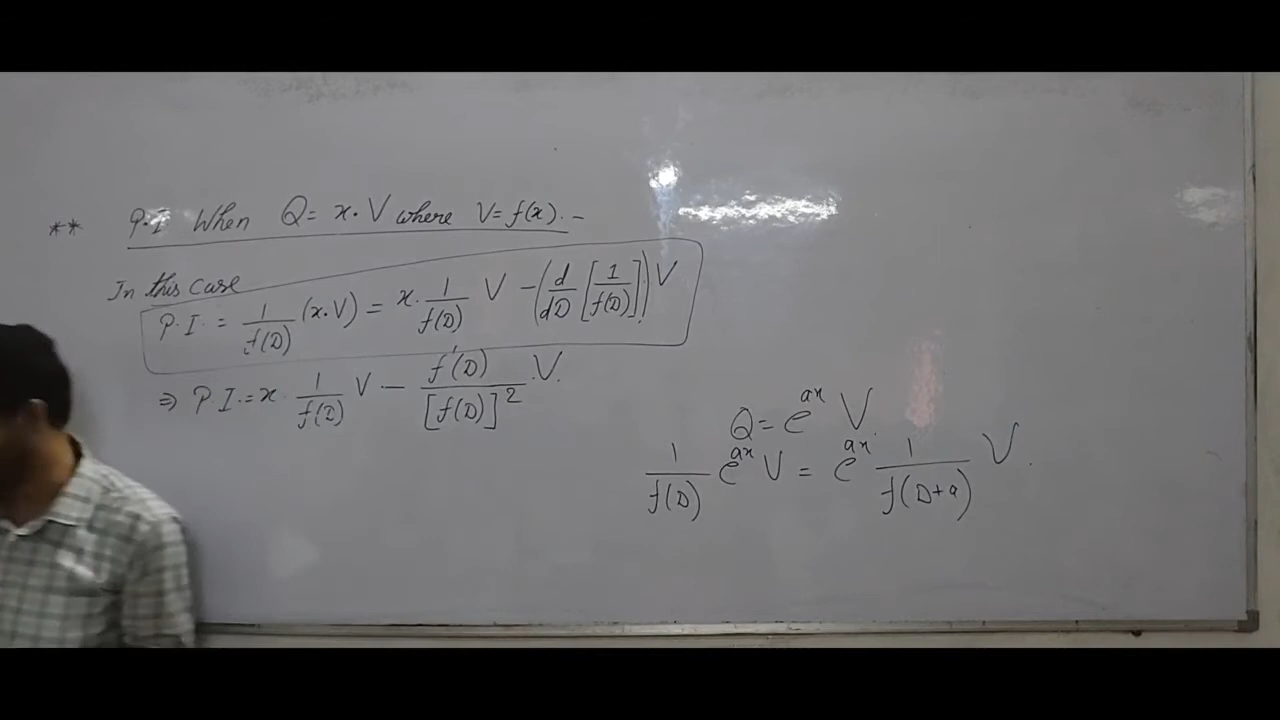 ** P.I. When Q = x. V where V = f(x). -
In this case
P.I. = 1/f(D) (x.V) = x. 1/f(D) V - (d/dD [1/f(D)]) V
⇒ P.I. = x. 1/f(D) V - f'(D)/[f(D)]² . V.
Q = e^{ax} V.
1/f(D) e^{ax} V = e^{ax} 1/f(D+a) V.